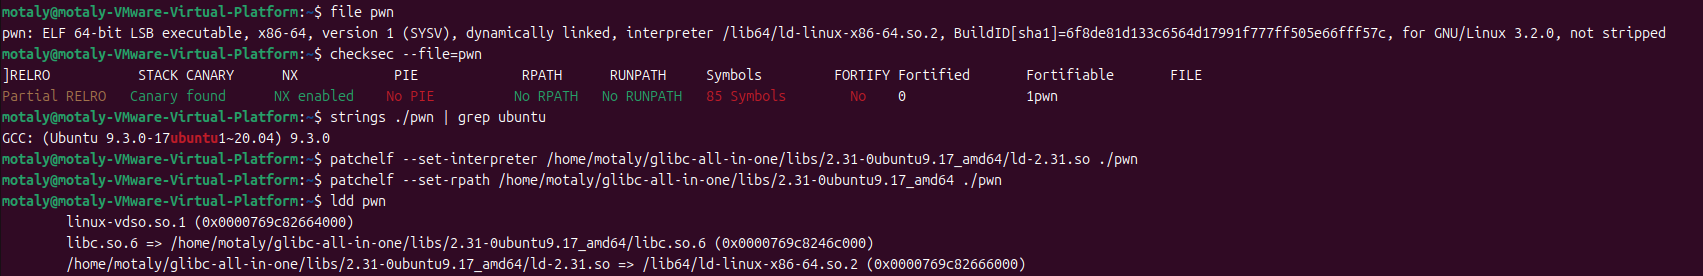 motaly@motaly-VMware-Virtual-Platform:~$ file pwn
pwn: ELF 64-bit LSB executable, x86-64, version 1 (SYSV), dynamically linked, interpreter /lib64/ld-linux-x86-64.so.2, BuildID[sha1]=6f8de81d133c6564d17991f777ff505e66fff57c, for GNU/Linux 3.2.0, not stripped
motaly@motaly-VMware-Virtual-Platform:~$ checksec --file=pwn
]RELRO           STACK CANARY      NX            PIE             RPATH      RUNPATH     Symbols         FORTIFY Fortified       Fortifiable       FILE
Partial RELRO   Canary found      NX enabled    No PIE          No RPATH   No RUNPATH   85 Symbols        No    0               1pwn
motaly@motaly-VMware-Virtual-Platform:~$ strings ./pwn | grep ubuntu
GCC: (Ubuntu 9.3.0-17ubuntu1~20.04) 9.3.0
motaly@motaly-VMware-Virtual-Platform:~$ patchelf --set-interpreter /home/motaly/glibc-all-in-one/libs/2.31-0ubuntu9.17_amd64/ld-2.31.so ./pwn
motaly@motaly-VMware-Virtual-Platform:~$ patchelf --set-rpath /home/motaly/glibc-all-in-one/libs/2.31-0ubuntu9.17_amd64 ./pwn
motaly@motaly-VMware-Virtual-Platform:~$ ldd pwn
linux-vdso.so.1 (0x0000769c82664000)
libc.so.6 => /home/motaly/glibc-all-in-one/libs/2.31-0ubuntu9.17_amd64/libc.so.6 (0x0000769c8246c000)
/home/motaly/glibc-all-in-one/libs/2.31-0ubuntu9.17_amd64/ld-2.31.so => /lib64/ld-linux-x86-64.so.2 (0x0000769c82666000)